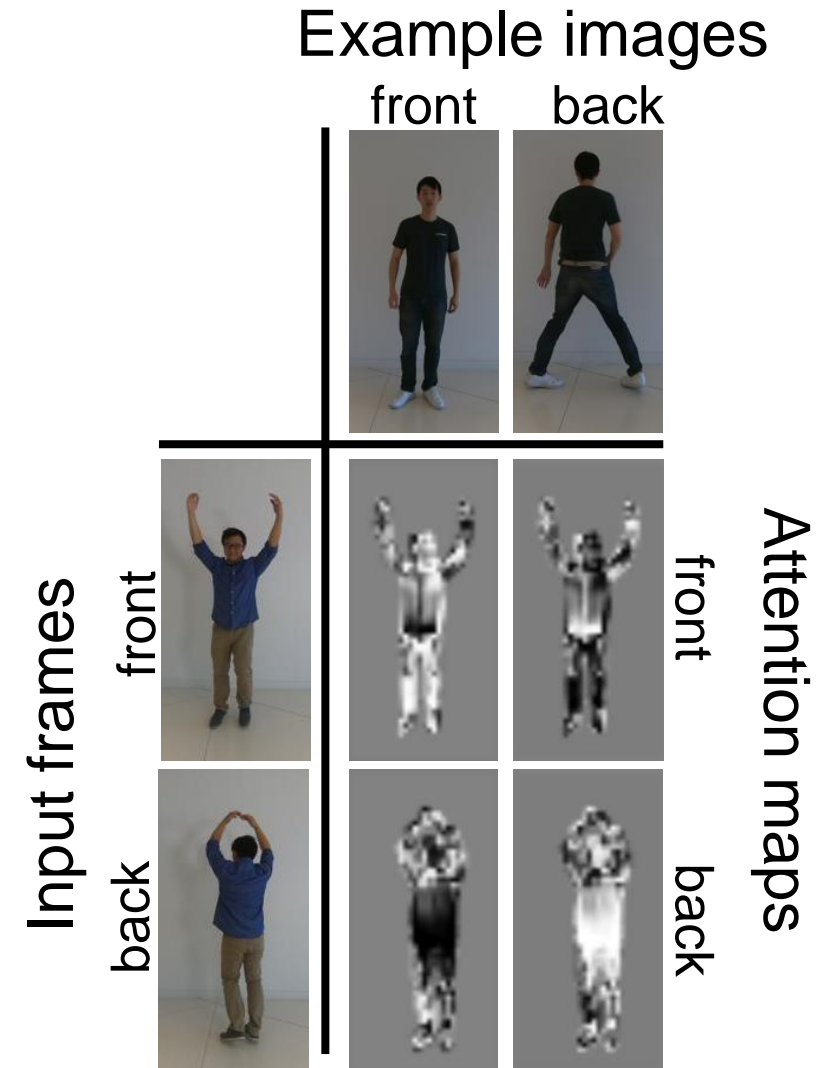 Example images
front back
Input frames
front
back
front
back
Attention maps